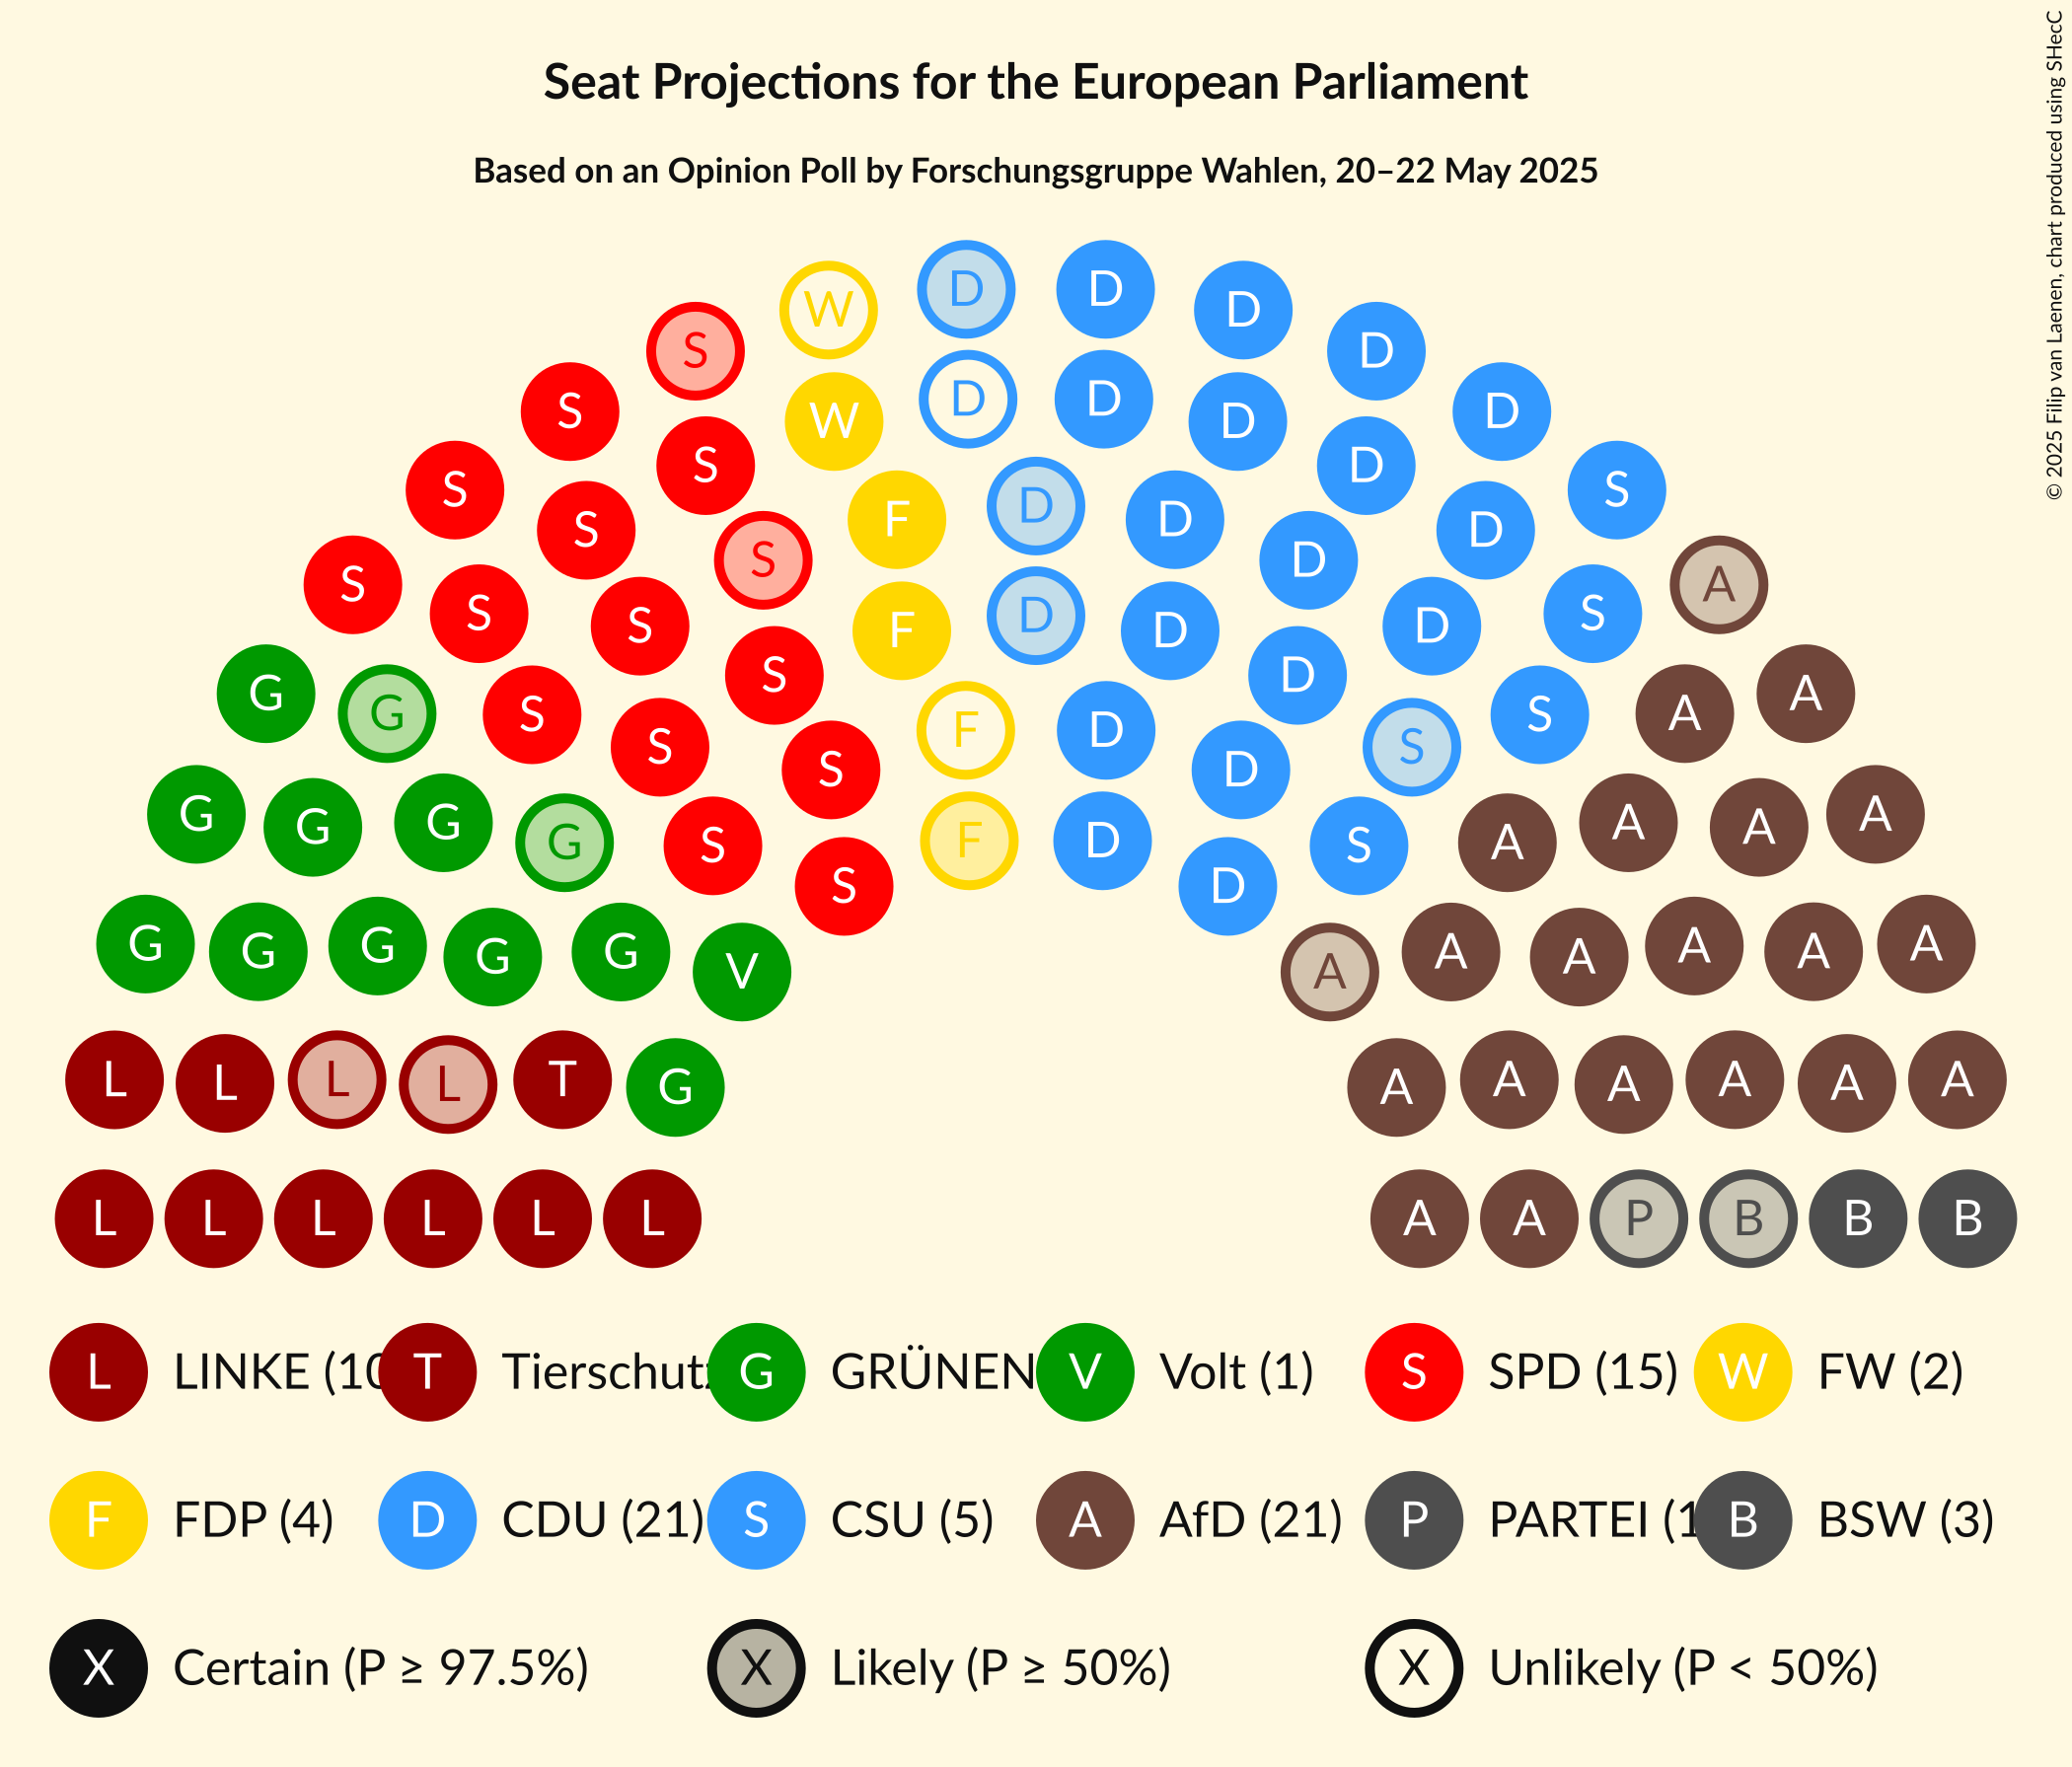 Seat Projections for the European Parliament
Based on an Opinion Poll by Forschungsgruppe Wahlen, 20–22 May 2025
© 2025 Filip van Laenen, chart produced using SHecC
D D
W D
S D
S D
D D
W D
S D
S S
F D
D
S D
S D
S A
S S
F D
D
S D
S S
G A
G A
S S
F D
S D
S S
G A
G A
G A
G A
S S
F D
S D
G A
G A
G A
G A
G A
V A
L L L L T G A A A A A A
L L L L L L A A P B B B
L LINKE (10 T Tierschutz G GRÜNEN V Volt (1) S SPD (15) W FW (2)
F FDP (4) D CDU (21) S CSU (5) A AfD (21) P PARTEI (1 B BSW (3)
X Certain (P ≥ 97.5%) X Likely (P ≥ 50%) X Unlikely (P < 50%)